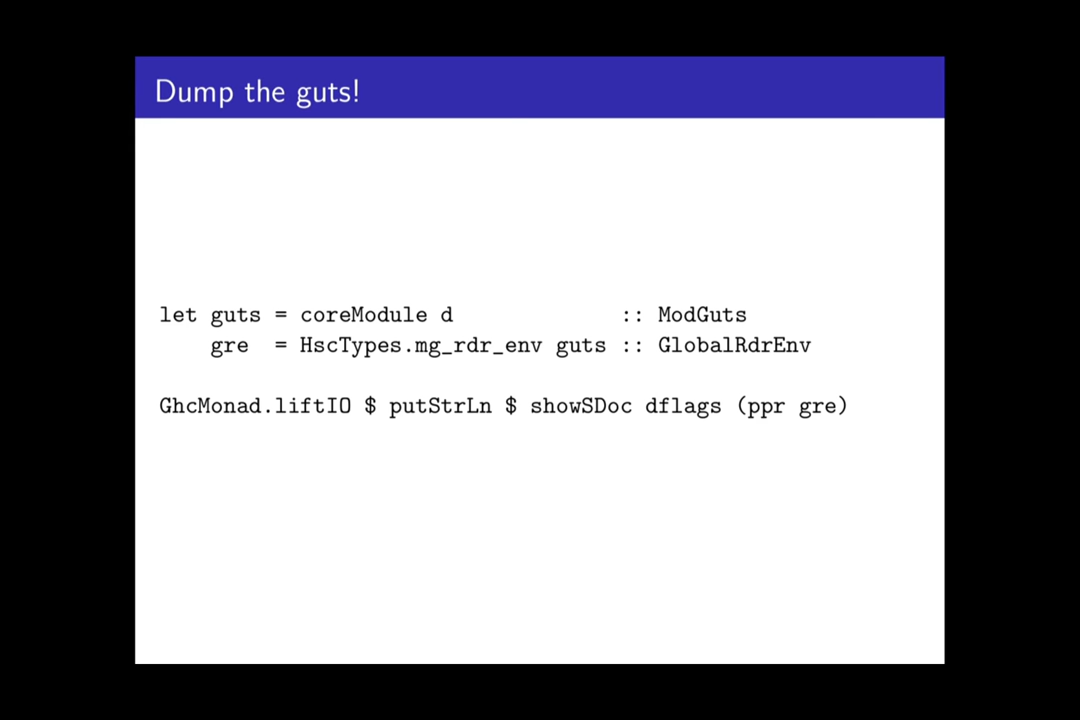 Dump the guts!
let guts = coreModule d             :: ModGuts
    gre  = HscTypes.mg_rdr_env guts :: GlobalRdrEnv
GhcMonad.liftIO $ putStrLn $ showSDoc dflags (ppr gre)